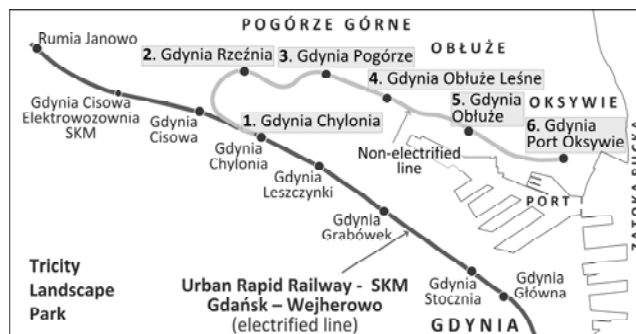 POGÓRZE GÓRNE
Rumia Janowo
2. Gdynia Rzeźnia
3. Gdynia Pogórze
OBŁUŻE
4. Gdynia Obłuże Leśne
Gdynia Cisowa
Elektrowozownia
SKM
Gdynia
Cisowa
1. Gdynia Chylonia
Gdynia
Chylonia
5. Gdynia
Obłuże
OKSYWIE
6. Gdynia
Port Oksywie
Non-electrified
line
Gdynia
Leszczynki
PORT
ZATOKA PUCKA
Gdynia
Grabówek
Tricity
Landscape
Park
Urban Rapid Railway - SKM
Gdańsk – Wejherowo
(electrified line)
Gdynia
Stocznia
Gdynia
Główna
GDYNIA